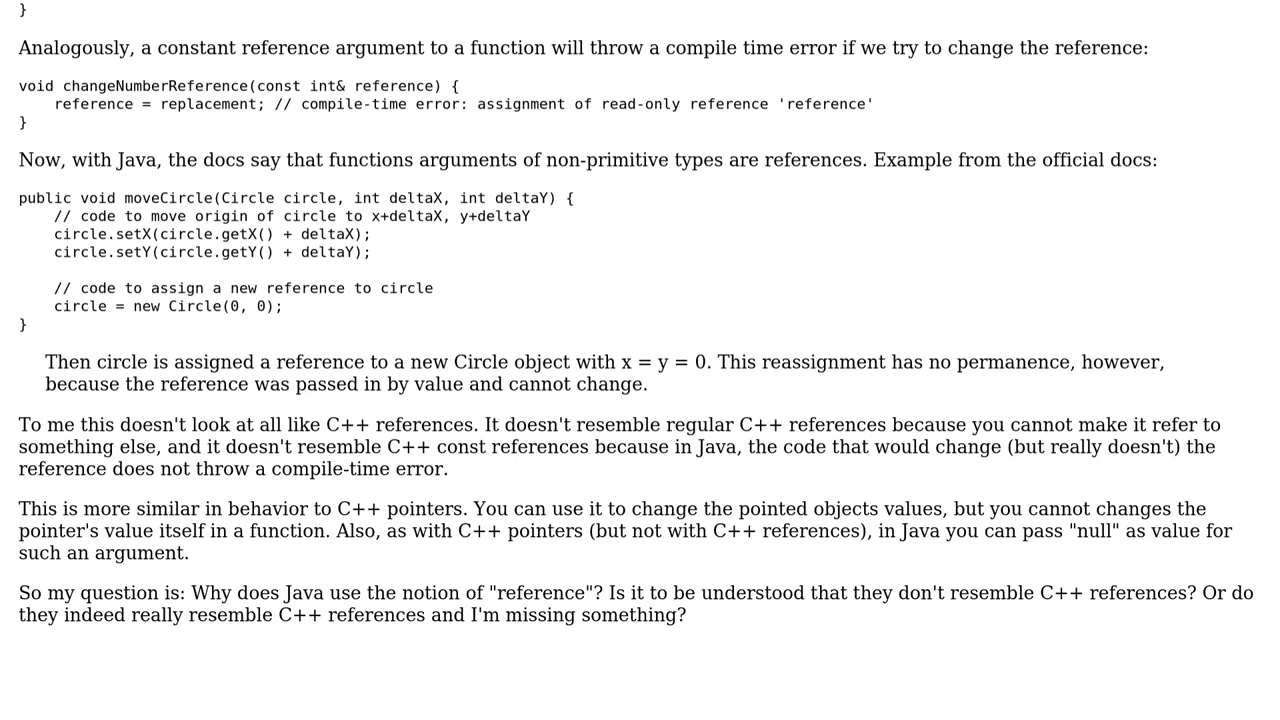 }
Analogously, a constant reference argument to a function will throw a compile time error if we try to change the reference:
void changeNumberReference(const int& reference) {
    reference = replacement; // compile-time error: assignment of read-only reference 'reference'
}
Now, with Java, the docs say that functions arguments of non-primitive types are references. Example from the official docs:
public void moveCircle(Circle circle, int deltaX, int deltaY) {
    // code to move origin of circle to x+deltaX, y+deltaY
    circle.setX(circle.getX() + deltaX);
    circle.setY(circle.getY() + deltaY);
    // code to assign a new reference to circle
    circle = new Circle(0, 0);
}
Then circle is assigned a reference to a new Circle object with x = y = 0. This reassignment has no permanence, however,
because the reference was passed in by value and cannot change.
To me this doesn't look at all like C++ references. It doesn't resemble regular C++ references because you cannot make it refer to
something else, and it doesn't resemble C++ const references because in Java, the code that would change (but really doesn't) the
reference does not throw a compile-time error.
This is more similar in behavior to C++ pointers. You can use it to change the pointed objects values, but you cannot changes the
pointer's value itself in a function. Also, as with C++ pointers (but not with C++ references), in Java you can pass "null" as value for
such an argument.
So my question is: Why does Java use the notion of "reference"? Is it to be understood that they don't resemble C++ references? Or do
they indeed really resemble C++ references and I'm missing something?